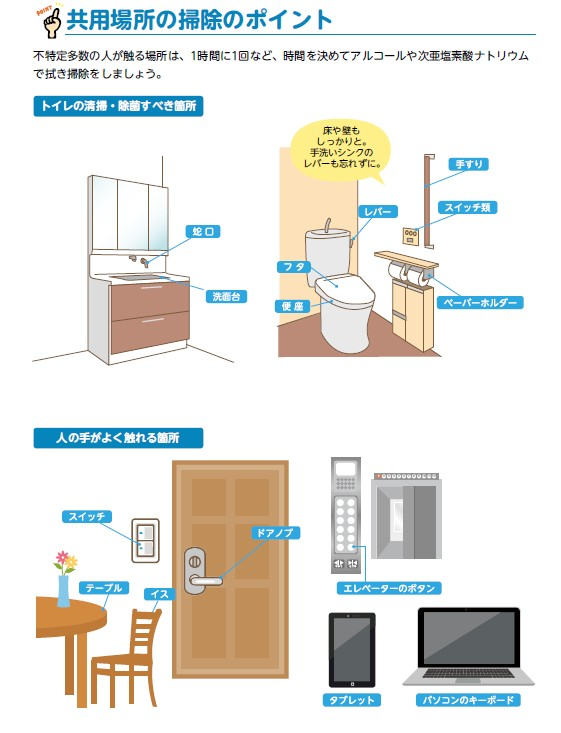 POINT
共用場所の掃除のポイント
不特定多数の人が触る場所は、1時間に1回など、時間を決めてアルコールや次亜塩素酸ナトリウム
で拭き掃除をしましょう。
トイレの清掃・除菌すべき箇所
床や壁も
しっかりと。
手洗いシンクの
レバーも忘れずに。
手すり
スイッチ類
レバー
蛇口
フタ
洗面台
便座
ペーパーホルダー
人の手がよく触れる箇所
スイッチ
ドアノブ
テーブル
イス
エレベーターのボタン
タブレット
パソコンのキーボード